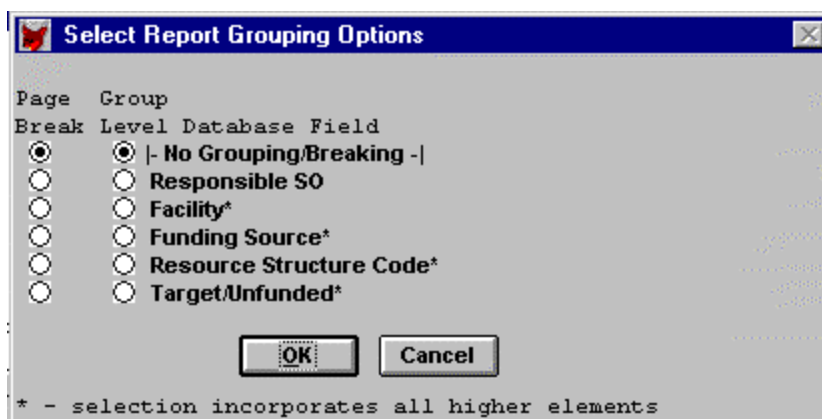 Select Report Grouping Options
Page Group
Break Level Database Field
|- No Grouping/Breaking -|
Responsible SO
Facility*
Funding Source*
Resource Structure Code*
Target/Unfunded*
OK Cancel
* - selection incorporates all higher elements